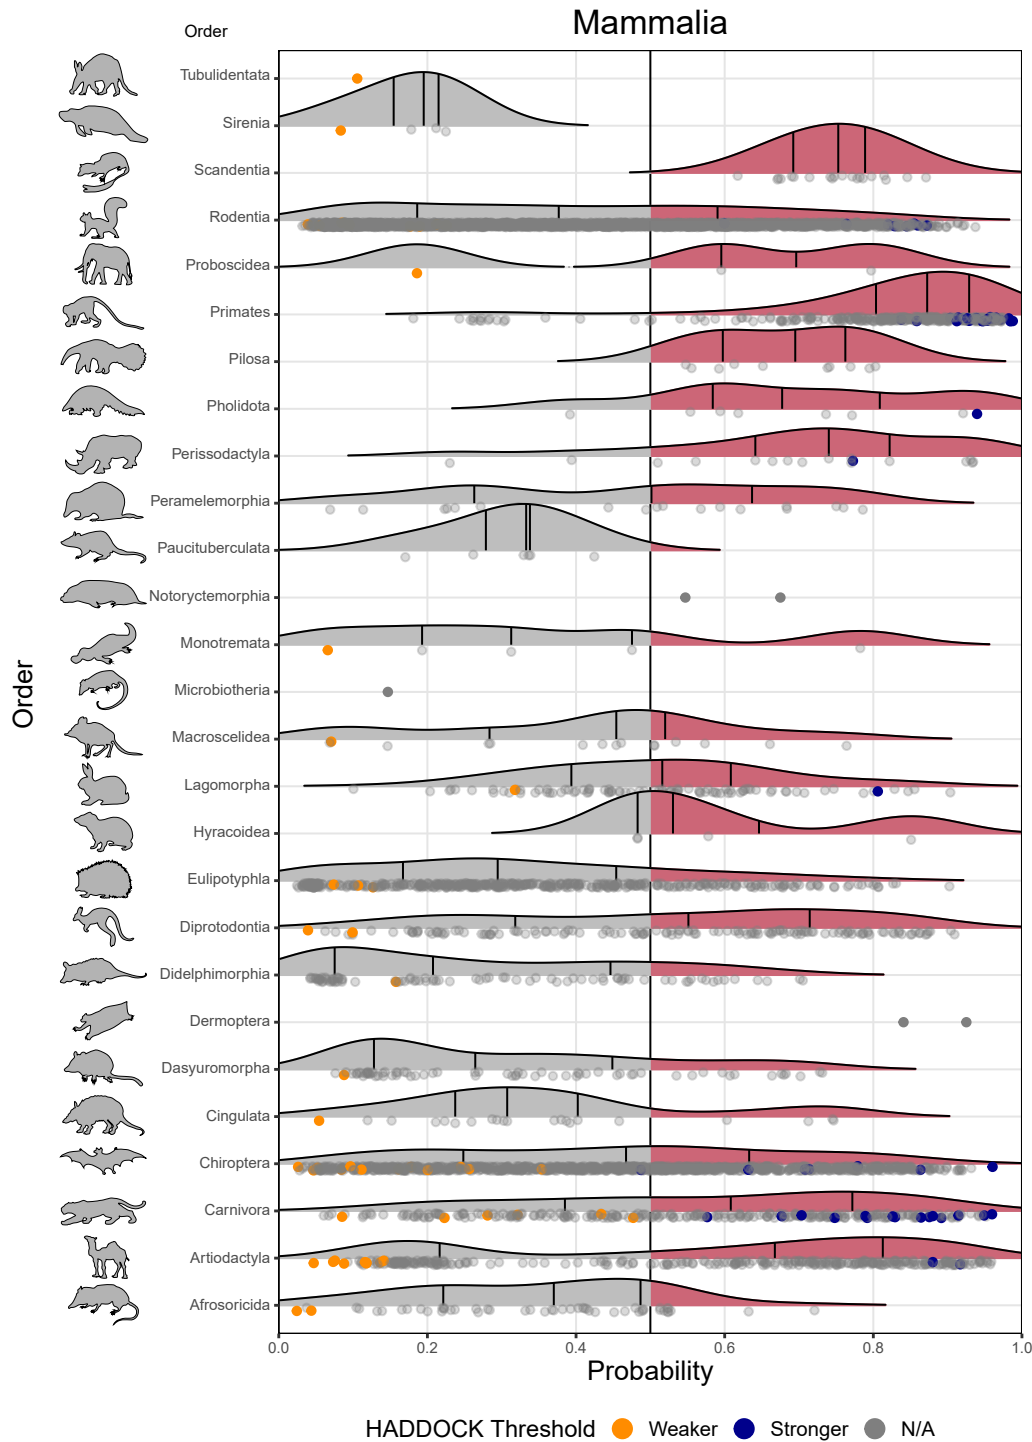 Mammalia
Order
Order
Tubulidentata
Sirenia
Scandentia
Rodentia
Proboscidea
Primates
Pilosa
Pholidota
Perissodactyla
Peramelemorphia
Paucituberculata
Notoryctemorphia
Monotremata
Microbiotheria
Macroscelidea
Lagomorpha
Hyracoidea
Eulipotyphla
Diprotodontia
Didelphimorphia
Dermoptera
Dasyuromorpha
Cingulata
Chiroptera
Carnivora
Artiodactyla
Afrosoricida
0.0 0.2 0.4 0.6 0.8 1.0
Probability
HADDOCK Threshold Weaker Stronger N/A